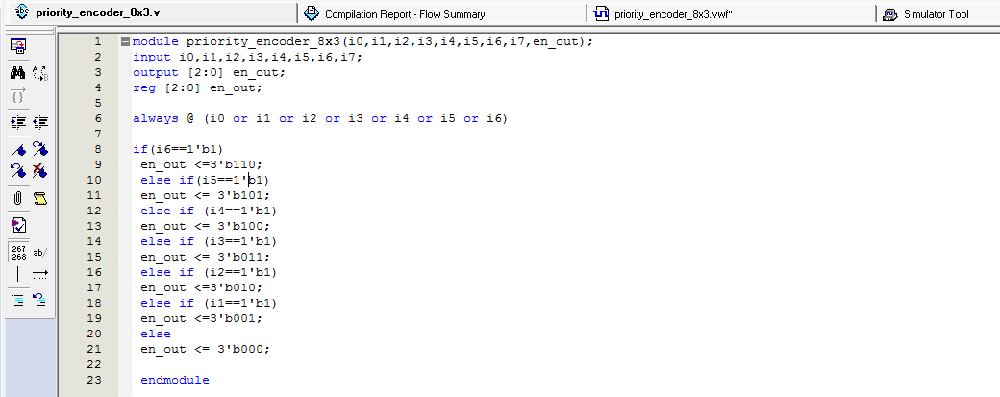 priority_encoder_8x3.v
Compilation Report - Flow Summary
priority_encoder_8x3.vwf*
Simulator Tool
1 module priority_encoder_8x3(i0,i1,i2,i3,i4,i5,i6,i7,en_out);
2 input i0,i1,i2,i3,i4,i5,i6,i7;
3 output [2:0] en_out;
4 reg [2:0] en_out;
5
6 always @ (i0 or i1 or i2 or i3 or i4 or i5 or i6)
7
8 if(i6==1'b1)
9 en_out <=3'b110;
10 else if(i5==1'b1)
11 en_out <= 3'b101;
12 else if (i4==1'b1)
13 en_out <= 3'b100;
14 else if (i3==1'b1)
15 en_out <= 3'b011;
16 else if (i2==1'b1)
17 en_out <=3'b010;
18 else if (i1==1'b1)
19 en_out <=3'b001;
20 else
21 en_out <= 3'b000;
22
23 endmodule
abc
267
268
ab/